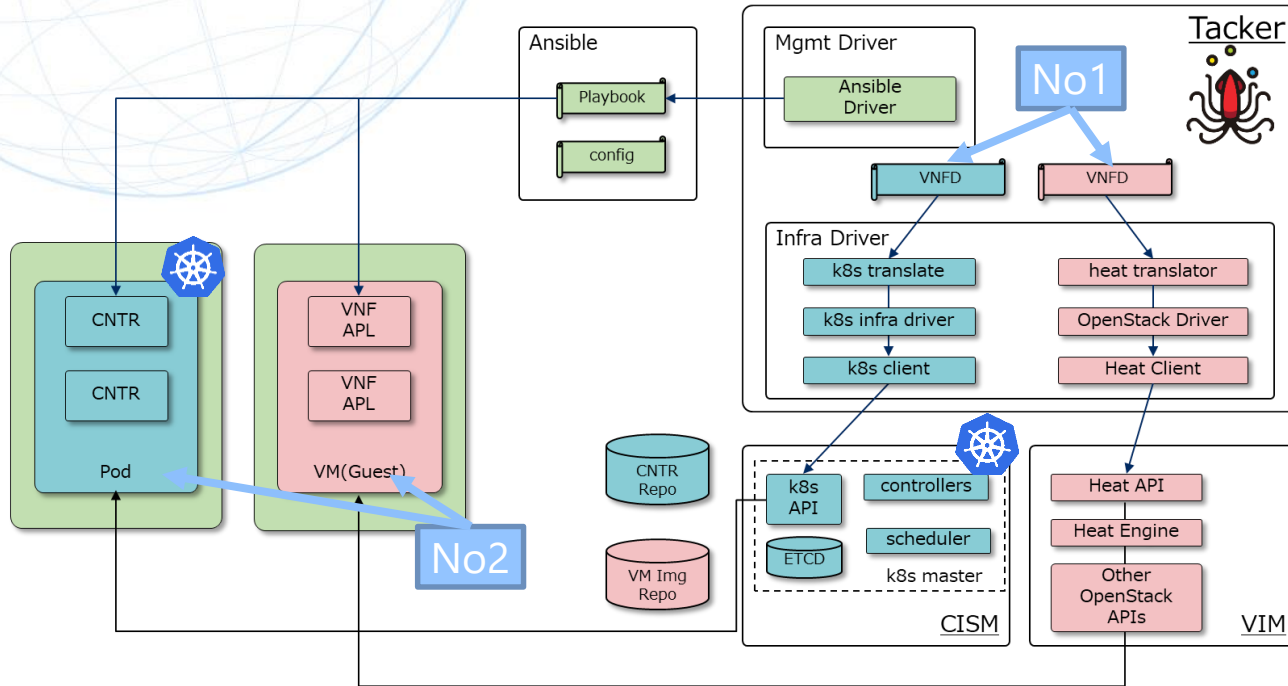 Tacker
Ansible
Mgmt Driver
No1
Playbook
Ansible
Driver
config
VNFD
VNFD
Infra Driver
k8s translate
heat translator
CNTR
VNF
APL
k8s infra driver
OpenStack Driver
k8s client
Heat Client
CNTR
VNF
APL
Pod
VM(Guest)
CNTR
Repo
k8s
API
controllers
Heat API
No2
scheduler
Heat Engine
ETCD
k8s master
VM Img
Repo
Other
OpenStack
APIs
CISM
VIM